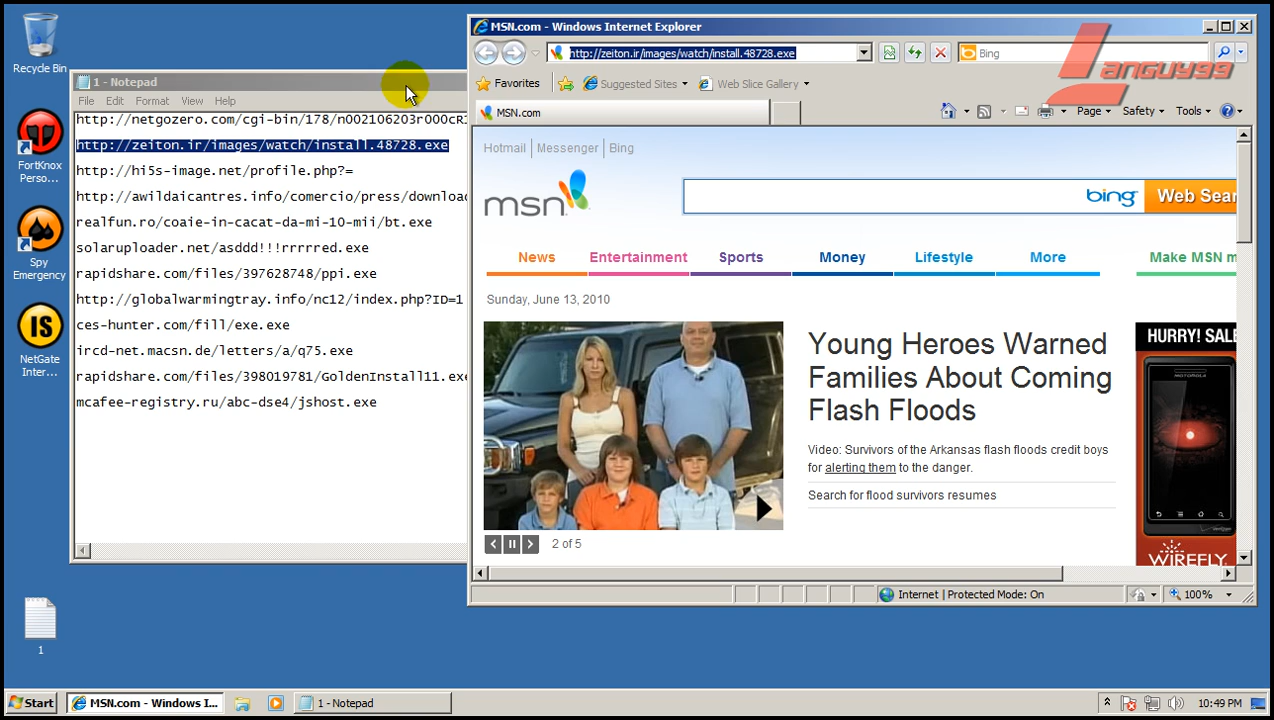 Recycle Bin
FortKnox
Perso...
Spy
Emergency
NetGate
Inter...
1
1 - Notepad
File Edit Format View Help
http://netgozero.com/cgi-bin/178/n002106203r000cR1
http://zeiton.ir/images/watch/install.48728.exe
http://hi5s-image.net/profile.php?=
http://awildaicantres.info/comercio/press/download
realfun.ro/coaie-in-cacat-da-mi-10-mii/bt.exe
solaruploader.net/asddd!!!rrrrred.exe
rapidshare.com/files/397628748/ppi.exe
http://globalwarmingtray.info/nc12/index.php?ID=1
ces-hunter.com/fill/exe.exe
ircd-net.macsn.de/letters/a/q75.exe
rapidshare.com/files/398019781/GoldenInstall11.exe
mcafee-registry.ru/abc-dse4/jshost.exe
MSN.com - Windows Internet Explorer
http://zeiton.ir/images/watch/install.48728.exe
Bing
Languy99
Favorites Suggested Sites Web Slice Gallery
MSN.com
Page Safety Tools
Hotmail Messenger Bing
msn
bing Web Sear
News Entertainment Sports Money Lifestyle More Make MSN m
Sunday, June 13, 2010
Young Heroes Warned
Families About Coming
Flash Floods
Video: Survivors of the Arkansas flash floods credit boys
for alerting them to the danger.
Search for flood survivors resumes
2 of 5
HURRY! SALE
MOTOROLA
WIREFLY
Internet | Protected Mode: On
100%
Start
MSN.com - Windows I...
1 - Notepad
10:49 PM